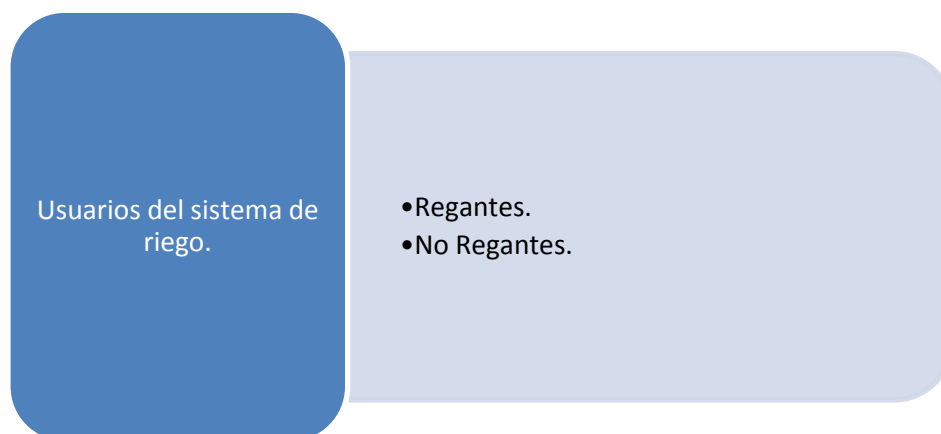 Usuarios del sistema de
riego.
•Regantes.
•No Regantes.